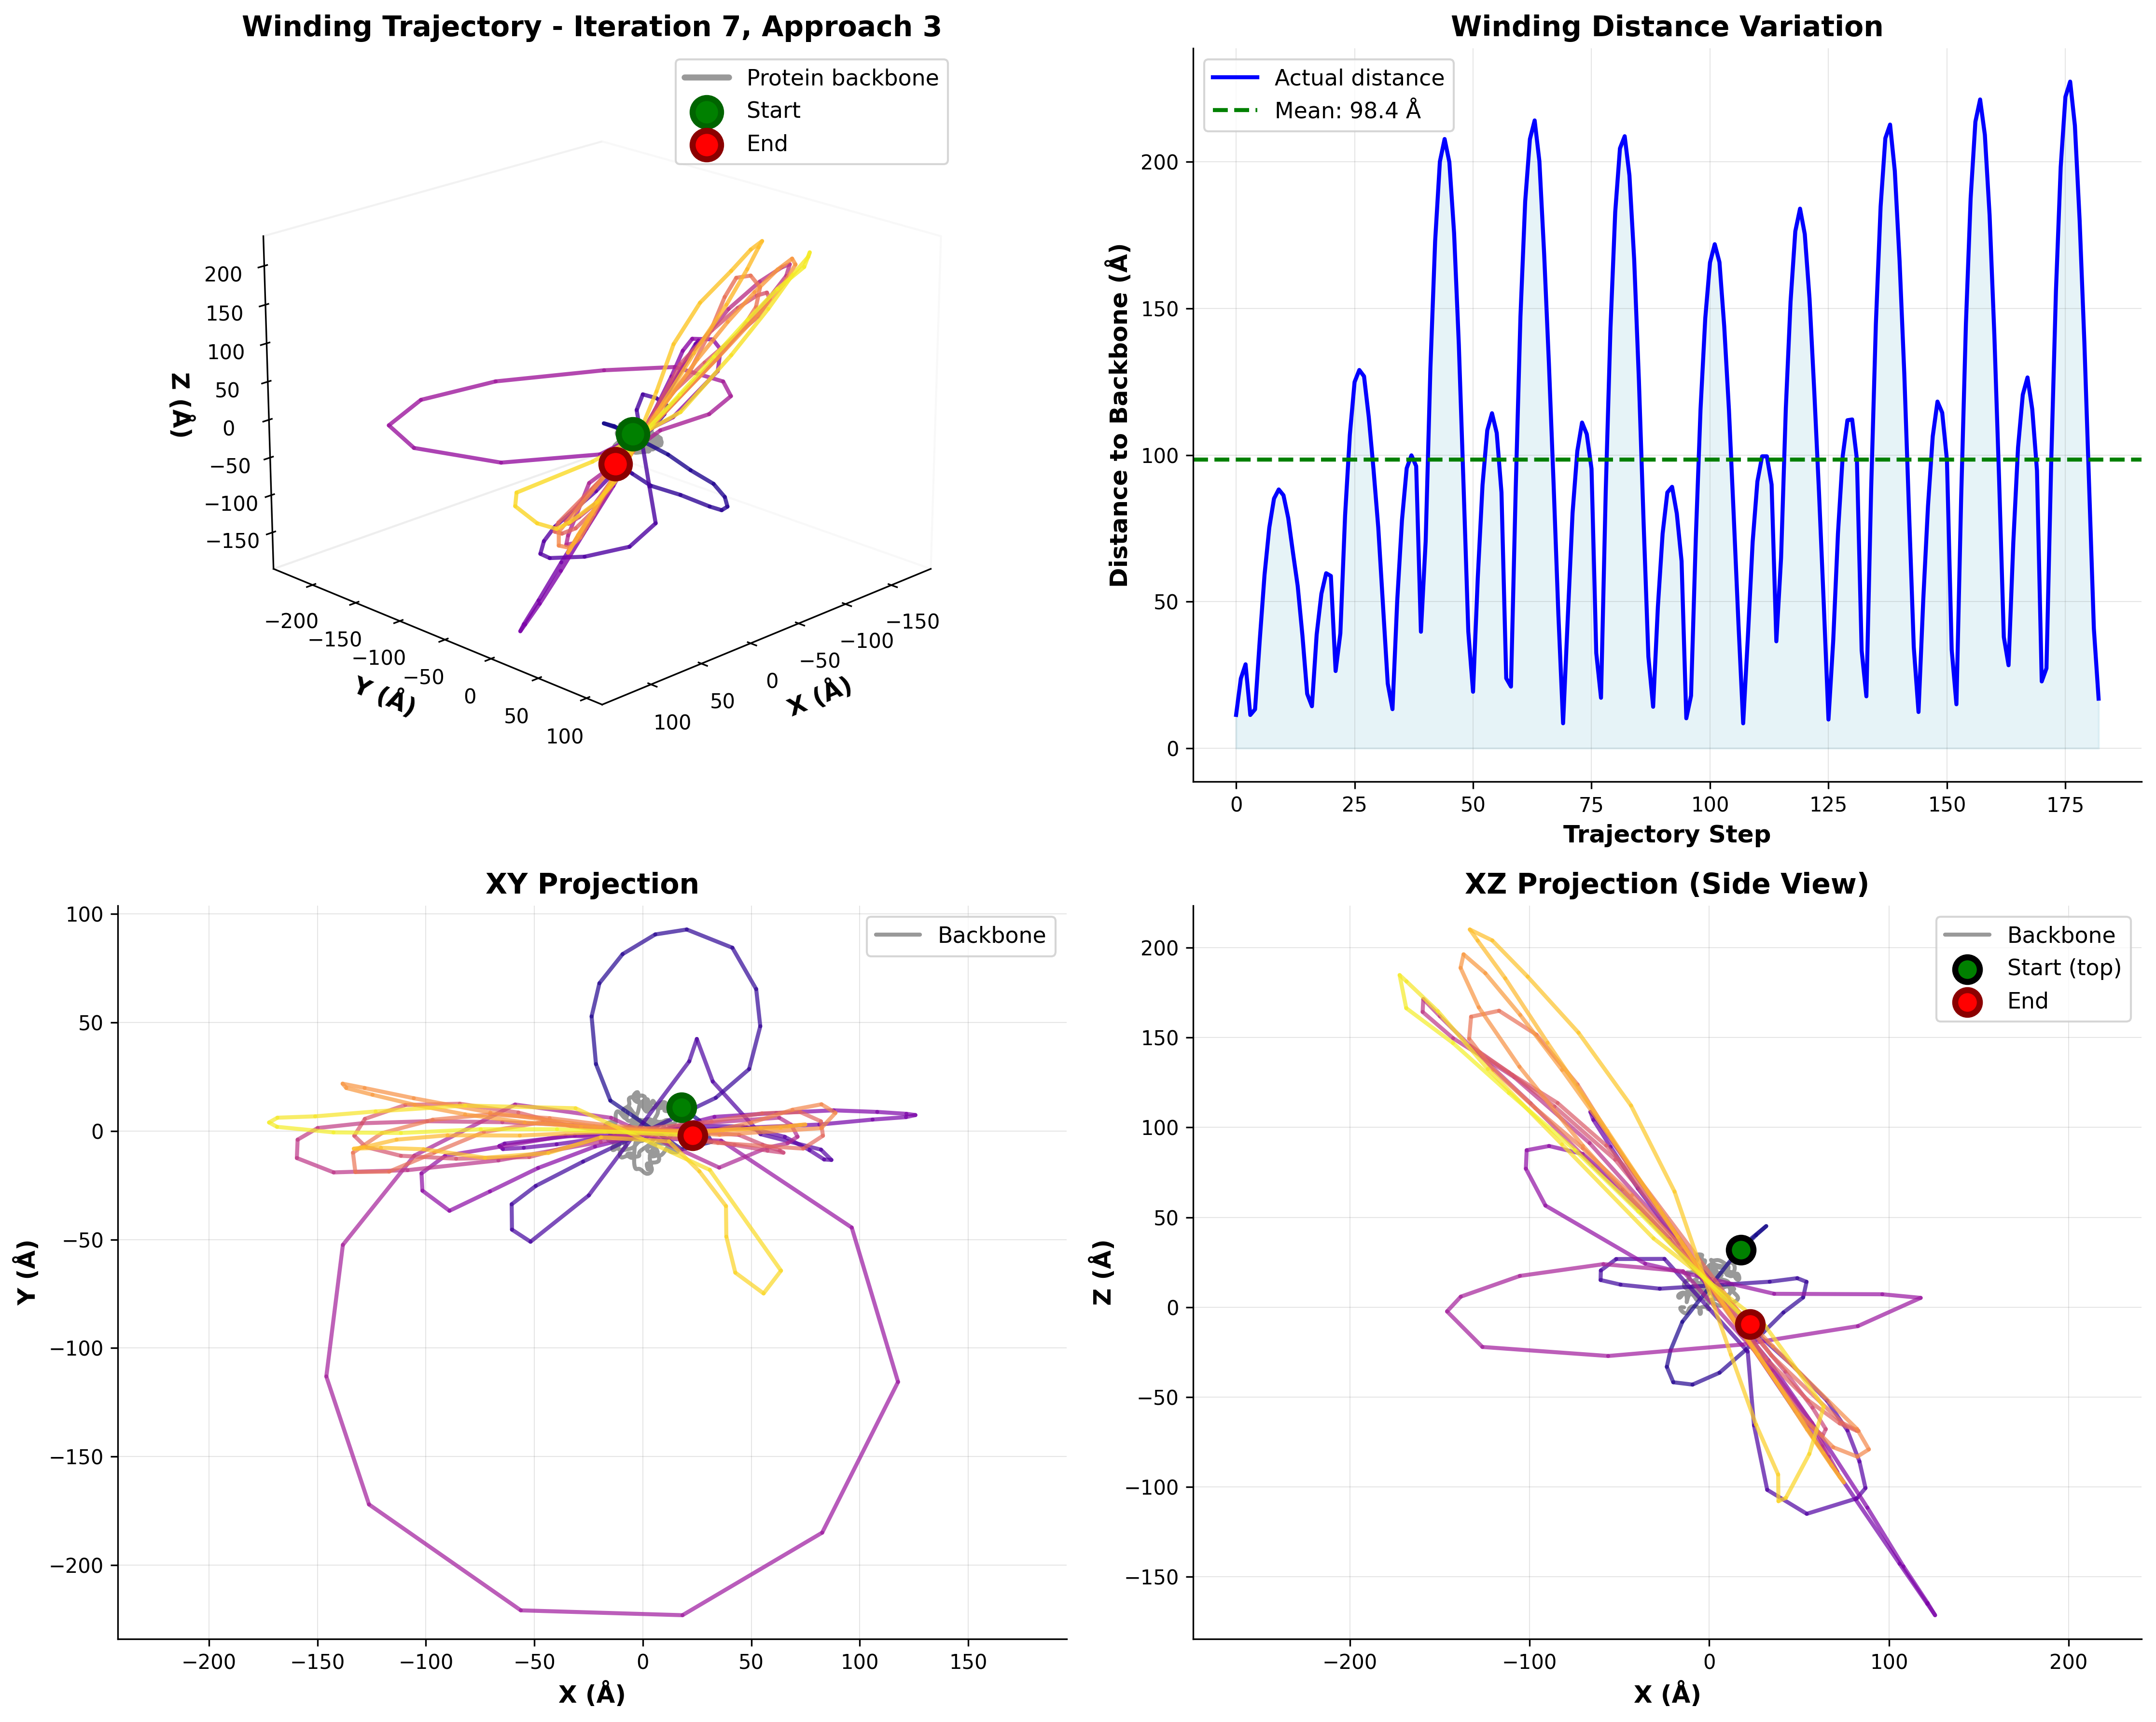 Winding Trajectory - Iteration 7, Approach 3
Protein backbone
Start
End
200
150
100
50
0
−50
−100
−150
Z (Å)
−200
−150
−100
−50
0
50
100
Y (Å)
100
50
0
−50
−100
−150
X (Å)
Winding Distance Variation
Actual distance
Mean: 98.4 Å
Distance to Backbone (Å)
200
150
100
50
0
0 25 50 75 100 125 150 175
Trajectory Step
XY Projection
Backbone
Y (Å)
100
50
0
−50
−100
−150
−200
−200 −150 −100 −50 0 50 100 150
X (Å)
XZ Projection (Side View)
Backbone
Start (top)
End
Z (Å)
200
150
100
50
0
−50
−100
−150
−200 −100 0 100 200
X (Å)